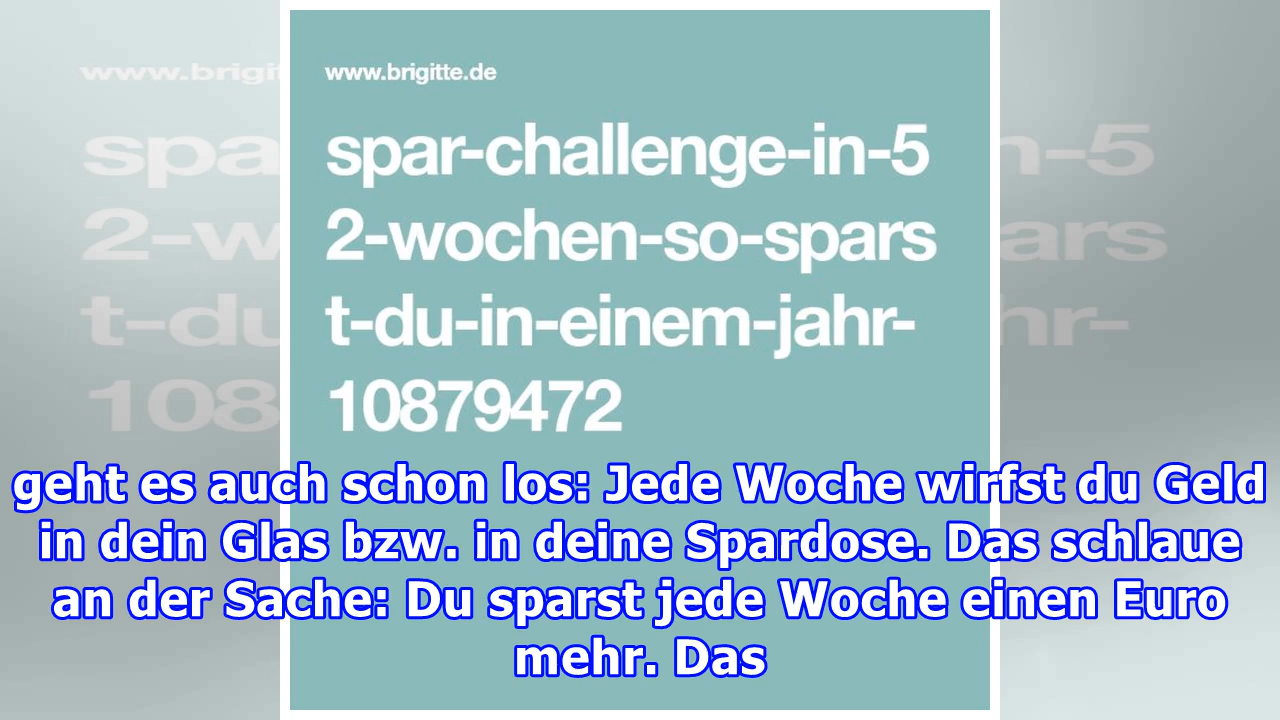 www.brigitte.de
spar-challenge-in-5
2-wochen-so-spars
t-du-in-einem-jahr-
10879472
geht es auch schon los: Jede Woche wirfst du Geld
in dein Glas bzw. in deine Spardose. Das schlaue
an der Sache: Du sparst jede Woche einen Euro
mehr. Das